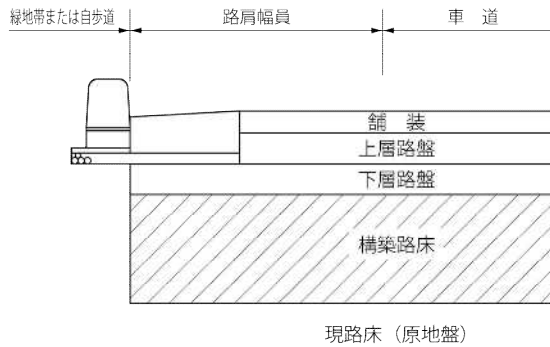 緑地帯または自歩道 路肩幅員 車 道
舗 装
上層路盤
下層路盤
構築路床
現路床（原地盤）